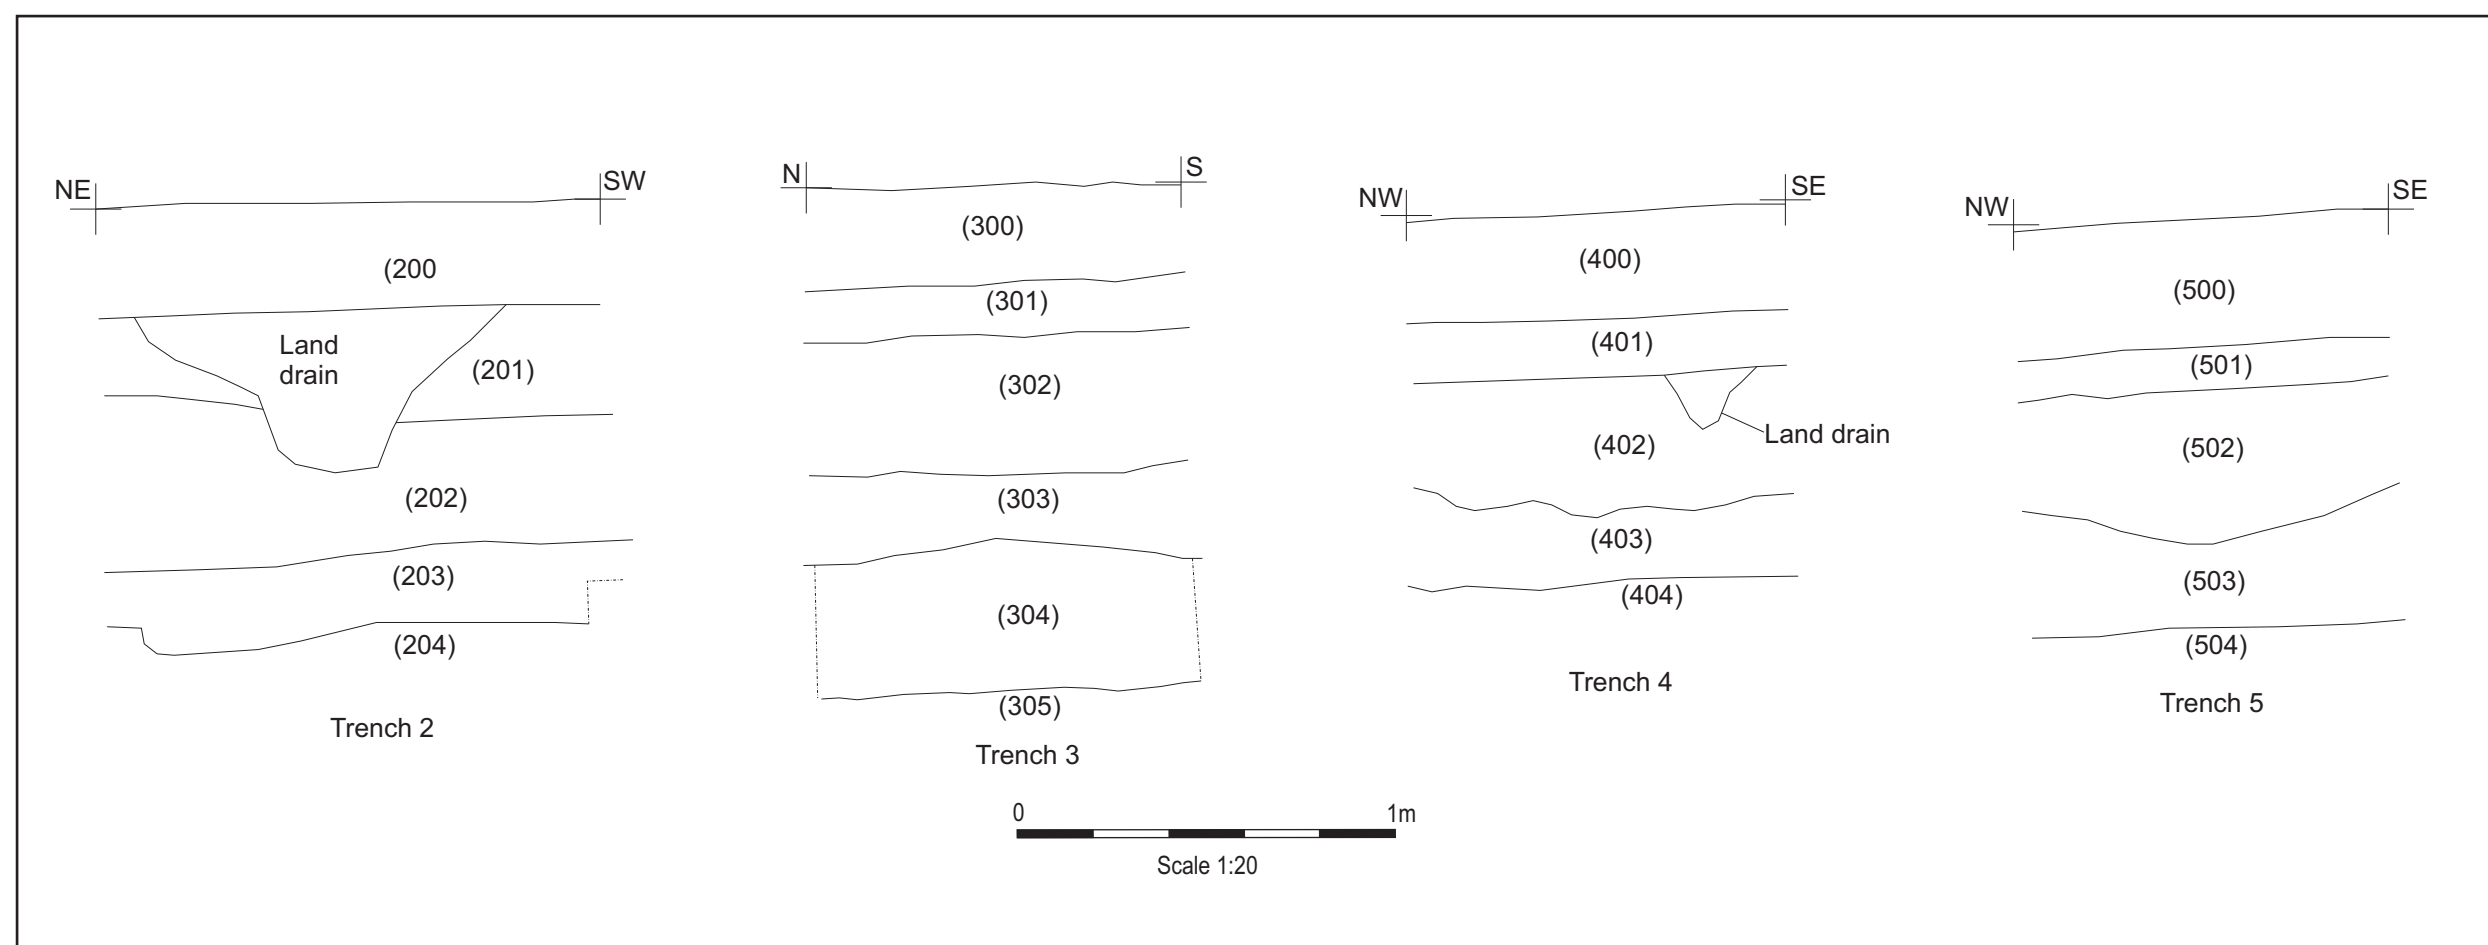 NE
SW
(200
Land
drain
(201)
(202)
(203)
(204)
Trench 2
N
S
(300)
(301)
(302)
(303)
(304)
(305)
Trench 3
NW
SE
(400)
(401)
(402)
Land drain
(403)
(404)
Trench 4
NW
SE
(500)
(501)
(502)
(503)
(504)
Trench 5
0
1m
Scale 1:20